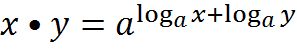 x • y = a^{log_a x + log_a y}